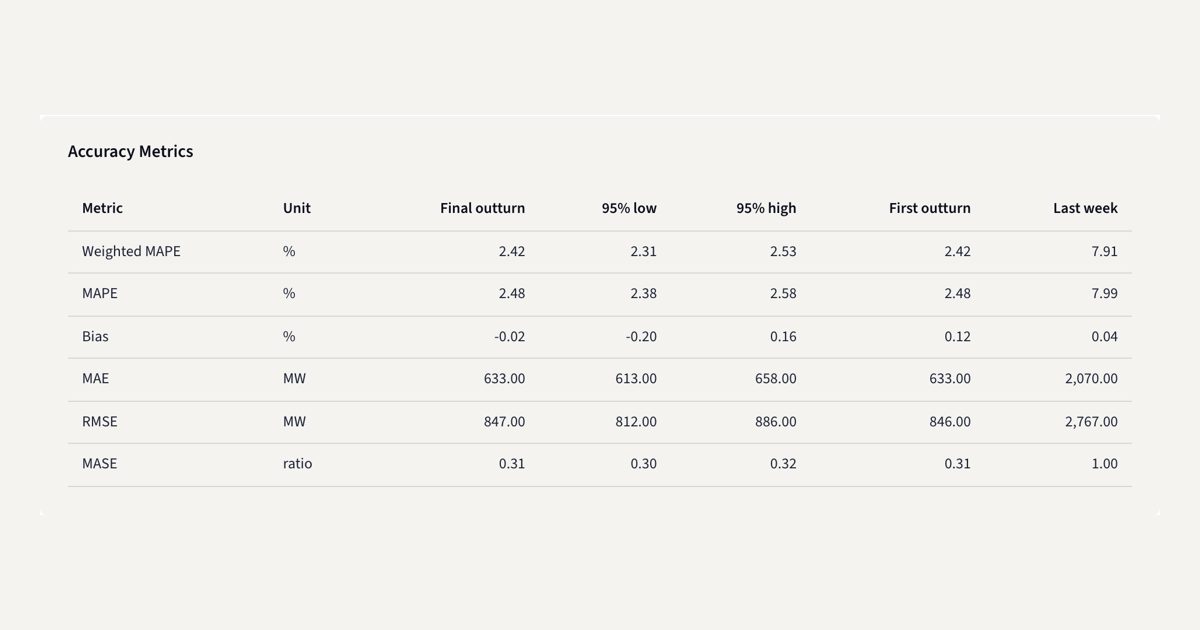 Accuracy Metrics
Metric Unit Final outturn 95% low 95% high First outturn Last week
Weighted MAPE % 2.42 2.31 2.53 2.42 7.91
MAPE % 2.48 2.38 2.58 2.48 7.99
Bias % -0.02 -0.20 0.16 0.12 0.04
MAE MW 633.00 613.00 658.00 633.00 2,070.00
RMSE MW 847.00 812.00 886.00 846.00 2,767.00
MASE ratio 0.31 0.30 0.32 0.31 1.00